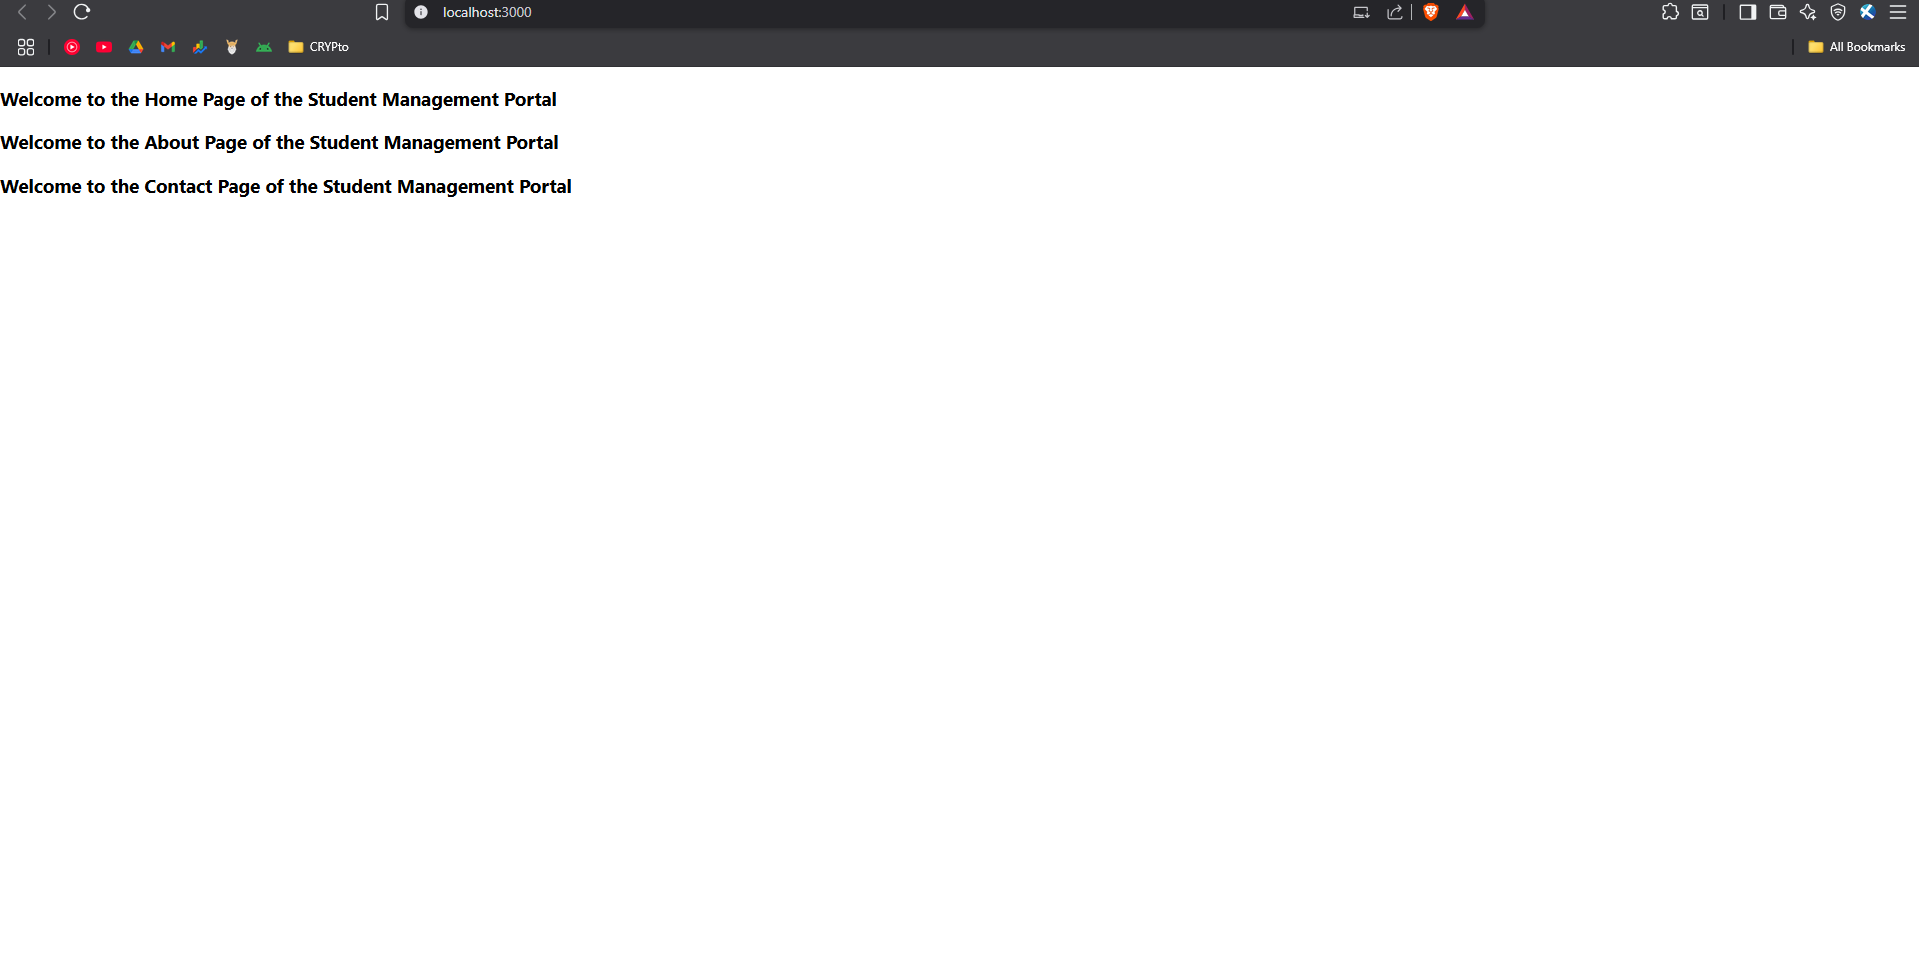 localhost:3000
CRYPto
All Bookmarks
Welcome to the Home Page of the Student Management Portal
Welcome to the About Page of the Student Management Portal
Welcome to the Contact Page of the Student Management Portal